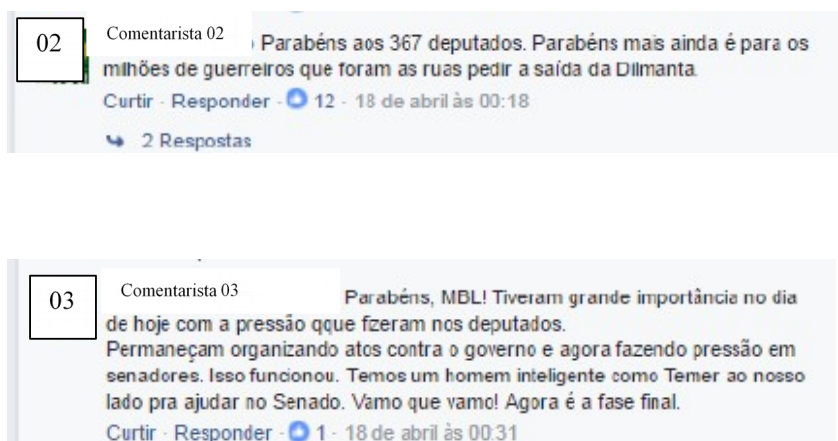 02
Comentarista 02
Parabéns aos 367 deputados. Parabéns mais ainda é para os
milhões de guerreiros que foram as ruas pedir a saída da Dilmanta.
Curtir · Responder · 12 · 18 de abril às 00:18
2 Respostas
03
Comentarista 03
Parabéns, MBL! Tiveram grande importância no dia
de hoje com a pressão qque fizeram nos deputados.
Permaneçam organizando atos contra o governo e agora fazendo pressão em
senadores. Isso funcionou. Temos um homem inteligente como Temer ao nosso
lado pra ajudar no Senado. Vamo que vamo! Agora é a fase final.
Curtir · Responder · 1 · 18 de abril às 00:31